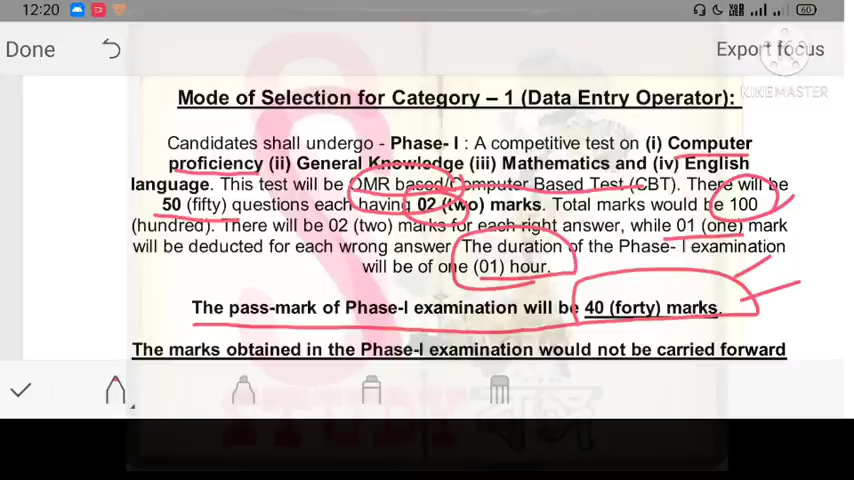 12:20
VoD LTER 60
Done
Export focus
KINEMASTER
Mode of Selection for Category – 1 (Data Entry Operator):
Candidates shall undergo - Phase- I : A competitive test on (i) Computer
proficiency (ii) General Knowledge (iii) Mathematics and (iv) English
language. This test will be OMR based/Computer Based Test (CBT). There will be
50 (fifty) questions each having 02 (two) marks. Total marks would be 100
(hundred). There will be 02 (two) marks for each right answer, while 01 (one) mark
will be deducted for each wrong answer. The duration of the Phase- I examination
will be of one (01) hour.
The pass-mark of Phase-I examination will be 40 (forty) marks.
The marks obtained in the Phase-I examination would not be carried forward
STUDY